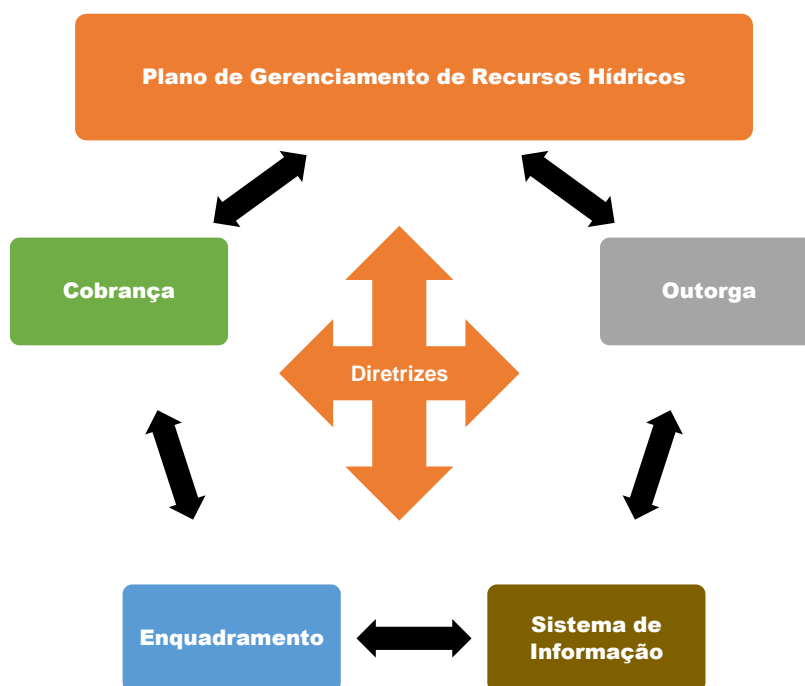 Plano de Gerenciamento de Recursos Hídricos
Cobrança
Outorga
Diretrizes
Enquadramento
Sistema de
Informação